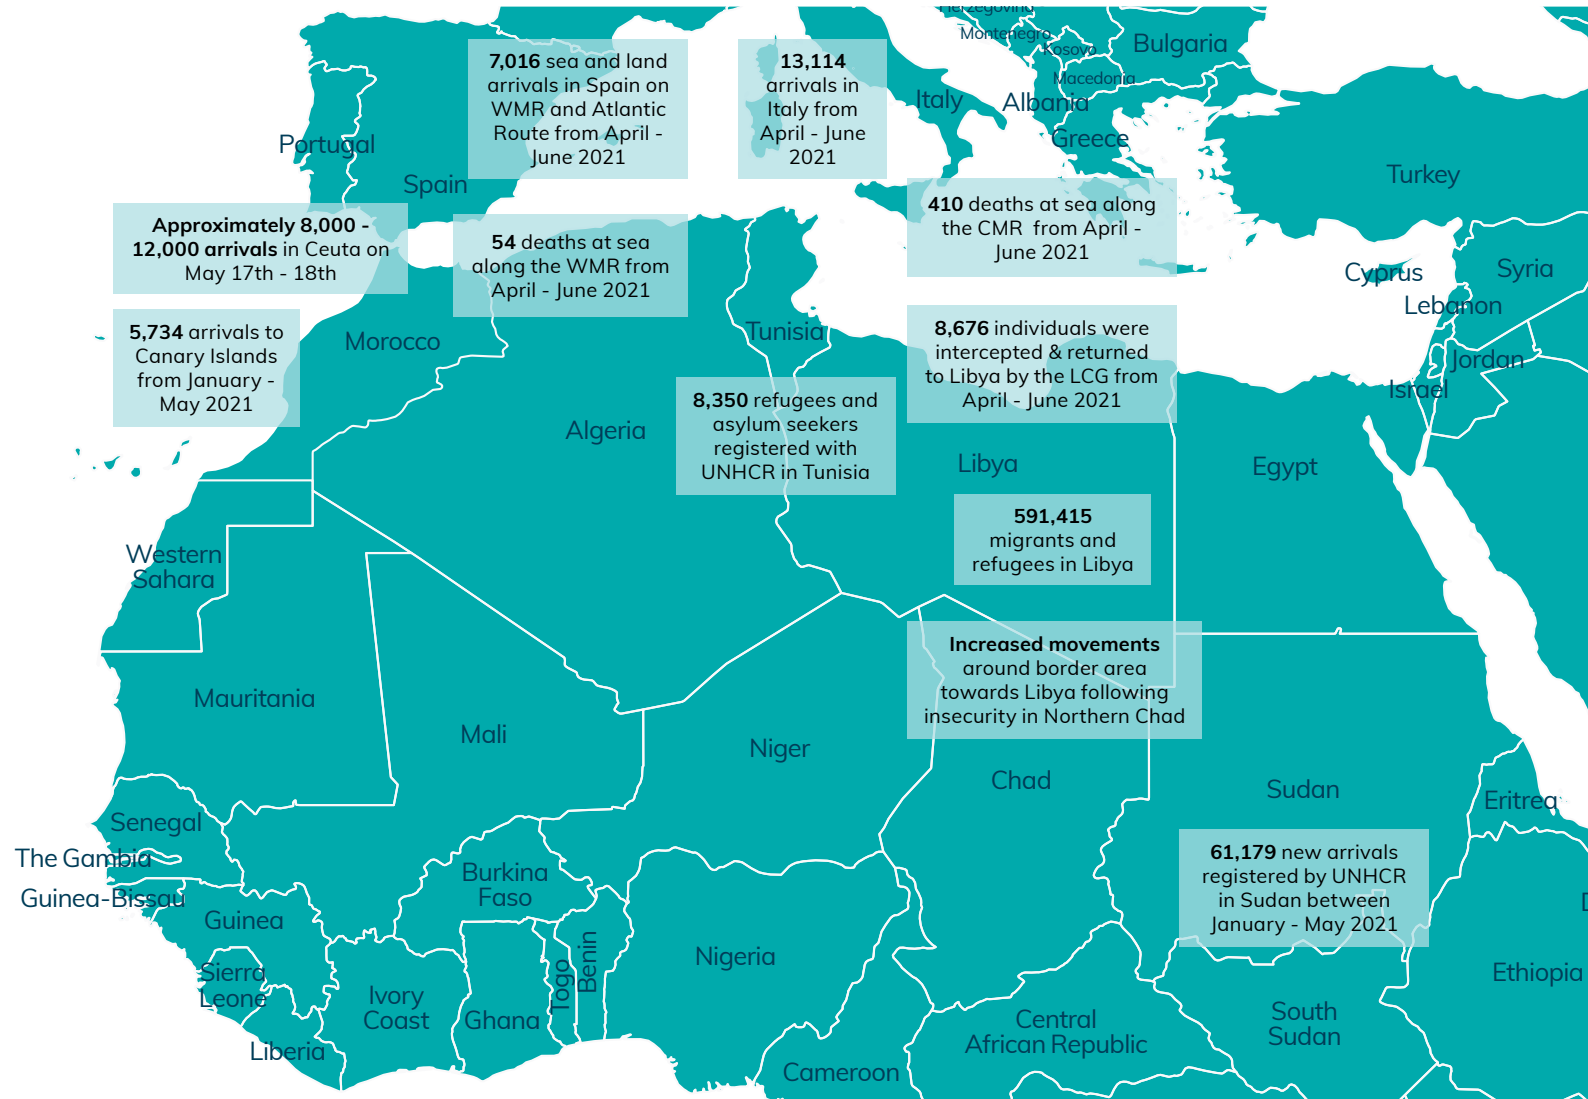 Herzegovina
Montenegro
Kosovo
Bulgaria
Macedonia
Italy
Albania
Greece
Turkey
Portugal
Spain
7,016 sea and land
arrivals in Spain on
WMR and Atlantic
Route from April -
June 2021
13,114
arrivals in
Italy from
April - June
2021
Approximately 8,000 -
12,000 arrivals in Ceuta on
May 17th - 18th
54 deaths at sea
along the WMR from
April - June 2021
410 deaths at sea along
the CMR from April -
June 2021
Cyprus
Syria
Lebanon
Jordan
Israel
5,734 arrivals to
Canary Islands
from January -
May 2021
Morocco
Tunisia
8,676 individuals were
intercepted & returned
to Libya by the LCG from
April - June 2021
Algeria
8,350 refugees and
asylum seekers
registered with
UNHCR in Tunisia
Libya
Egypt
591,415
migrants and
refugees in Libya
Western
Sahara
Increased movements
around border area
towards Libya following
insecurity in Northern Chad
Mauritania
Mali
Niger
Chad
Sudan
Eritrea
Senegal
The Gambia
Guinea-Bissau
Guinea
Burkina
Faso
61,179 new arrivals
registered by UNHCR
in Sudan between
January - May 2021
Sierra
Leone
Liberia
Ivory
Coast
Ghana
Togo
Benin
Nigeria
Cameroon
Central
African Republic
South
Sudan
Ethiopia